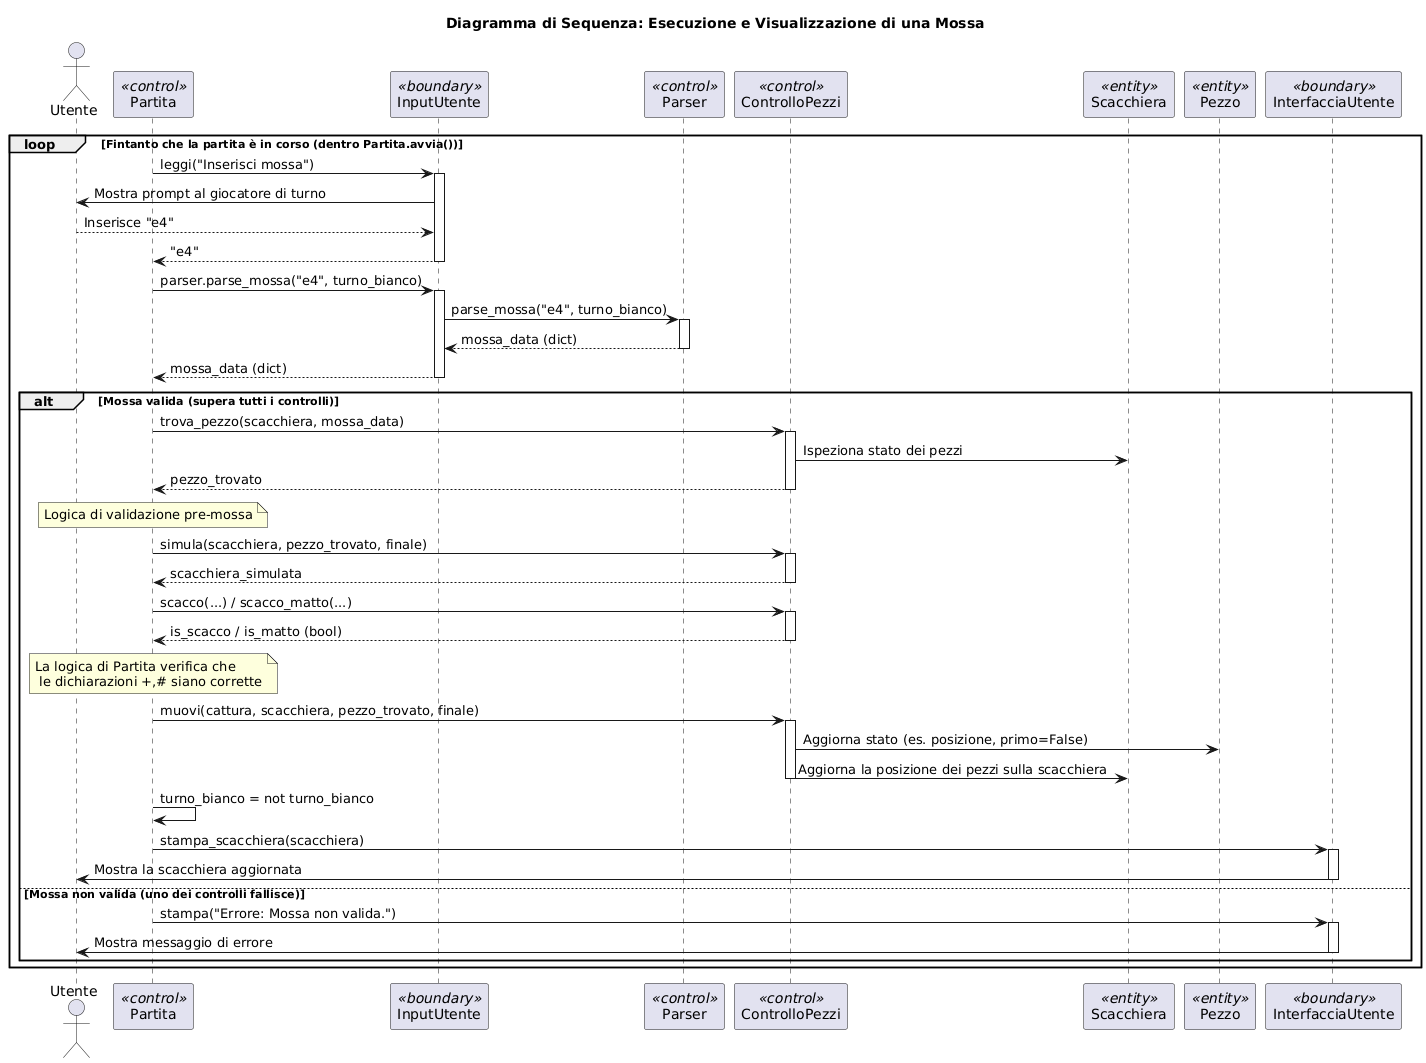 Diagramma di Sequenza: Esecuzione e Visualizzazione di una Mossa
Utente
«control»
Partita
«boundary»
InputUtente
«control»
Parser
«control»
ControlloPezzi
«entity»
Scacchiera
«entity»
Pezzo
«boundary»
InterfacciaUtente
loop [Fintanto che la partita è in corso (dentro Partita.avvia())]
leggi("Inserisci mossa")
Mostra prompt al giocatore di turno
Inserisce "e4"
"e4"
parser.parse_mossa("e4", turno_bianco)
parse_mossa("e4", turno_bianco)
mossa_data (dict)
mossa_data (dict)
alt [Mossa valida (supera tutti i controlli)]
trova_pezzo(scacchiera, mossa_data)
Ispeziona stato dei pezzi
pezzo_trovato
Logica di validazione pre-mossa
simula(scacchiera, pezzo_trovato, finale)
scacchiera_simulata
scacco(...) / scacco_matto(...)
is_scacco / is_matto (bool)
La logica di Partita verifica che
le dichiarazioni +,# siano corrette
muovi(cattura, scacchiera, pezzo_trovato, finale)
Aggiorna stato (es. posizione, primo=False)
Aggiorna la posizione dei pezzi sulla scacchiera
turno_bianco = not turno_bianco
stampa_scacchiera(scacchiera)
Mostra la scacchiera aggiornata
[Mossa non valida (uno dei controlli fallisce)]
stampa("Errore: Mossa non valida.")
Mostra messaggio di errore
Utente
«control»
Partita
«boundary»
InputUtente
«control»
Parser
«control»
ControlloPezzi
«entity»
Scacchiera
«entity»
Pezzo
«boundary»
InterfacciaUtente